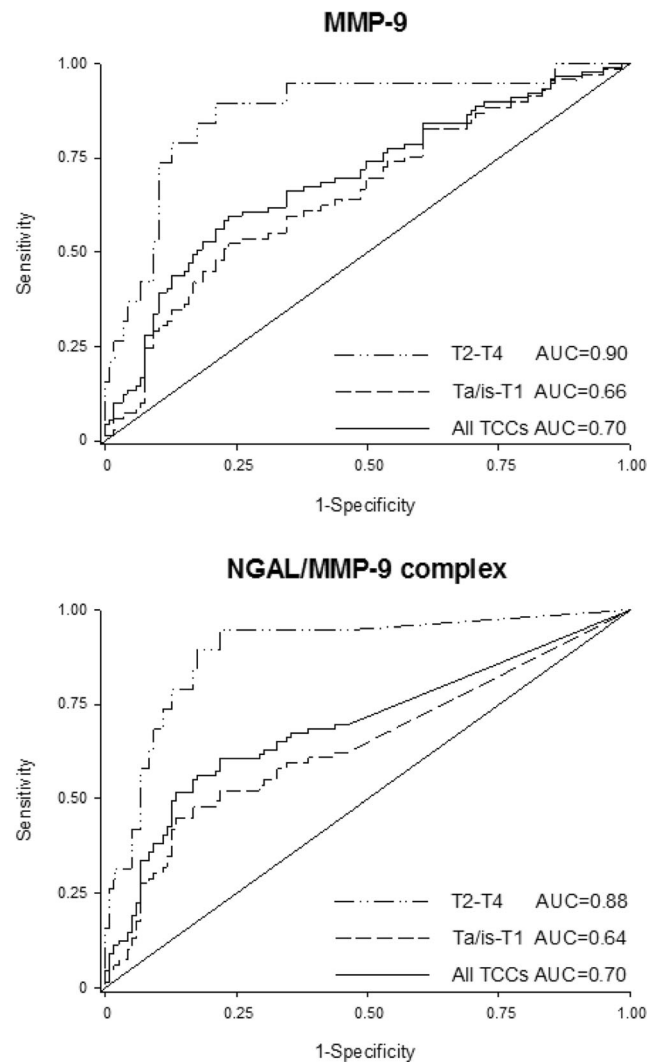 MMP-9
1.00
0.75
0.50
0.25
0
Sensitivity
T2-T4 AUC=0.90
Ta/is-T1 AUC=0.66
All TCCs AUC=0.70
0 0.25 0.50 0.75 1.00
1-Specificity
NGAL/MMP-9 complex
1.00
0.75
0.50
0.25
0
Sensitivity
T2-T4 AUC=0.88
Ta/is-T1 AUC=0.64
All TCCs AUC=0.70
0 0.25 0.50 0.75 1.00
1-Specificity